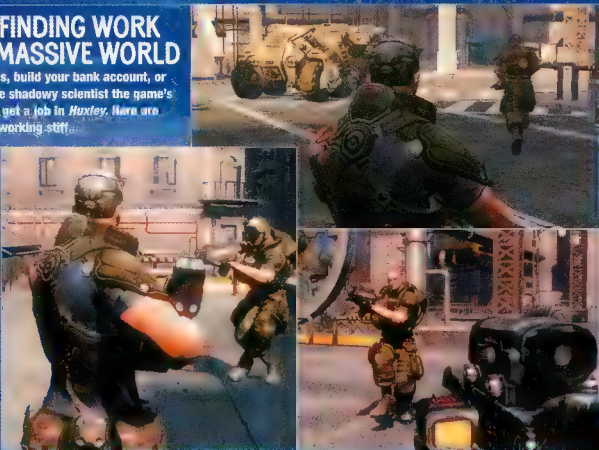 FINDING WORK
MASSIVE WORLD
s, build your bank account, or
e shadowy scientist the game's
get a job in Huxley. Here are
working stiff